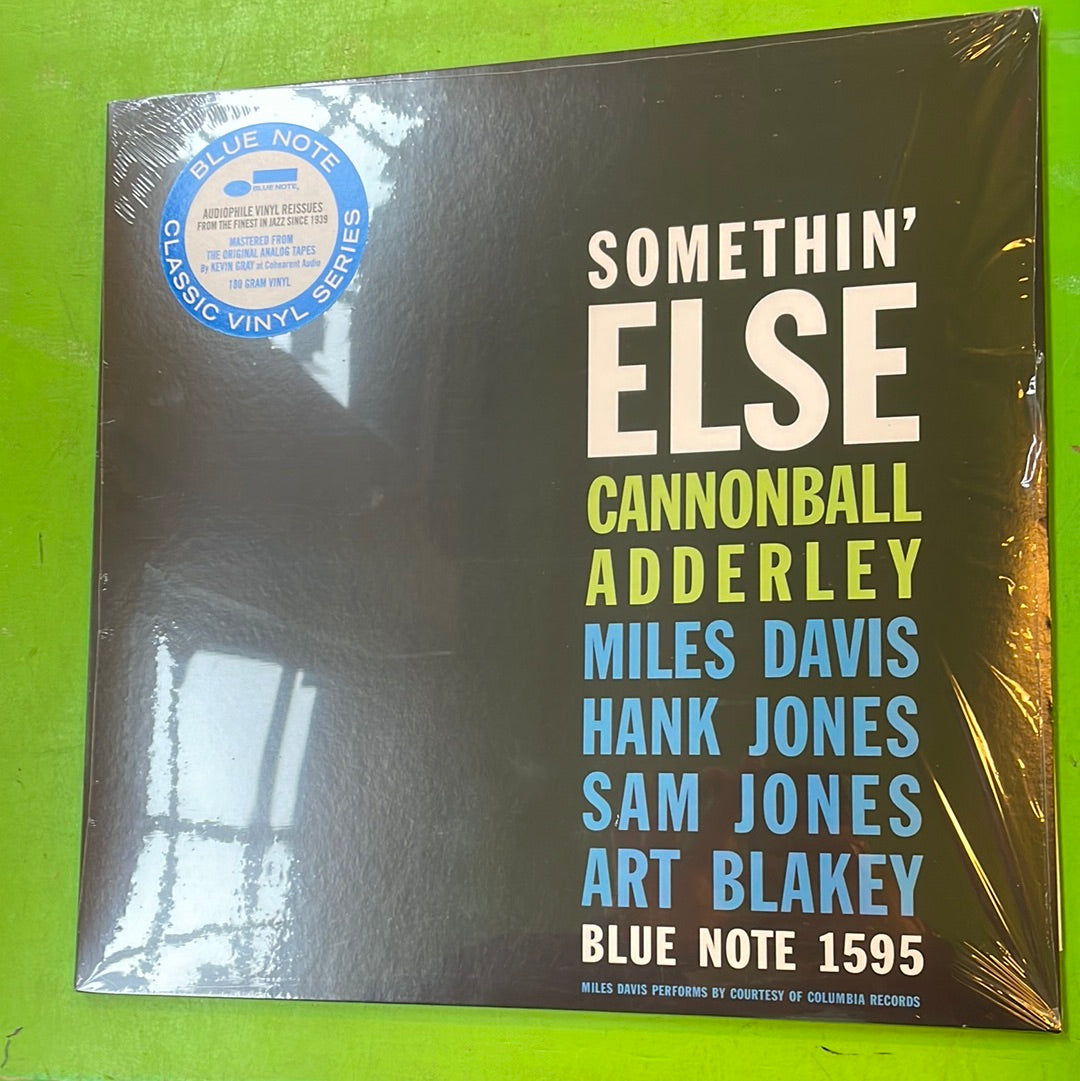 BLUE NOTE
BLUE NOTE
AUDIOPHILE VINYL REISSUES
FROM THE FINEST IN JAZZ SINCE 1939
MASTERED FROM
THE ORIGINAL ANALOG TAPES
By KEVIN GRAY at Cohearent Audio
180 GRAM VINYL
CLASSIC VINYL SERIES
SOMETHIN'
ELSE
CANNONBALL
ADDERLEY
MILES DAVIS
HANK JONES
SAM JONES
ART BLAKEY
BLUE NOTE 1595
MILES DAVIS PERFORMS BY COURTESY OF COLUMBIA RECORDS